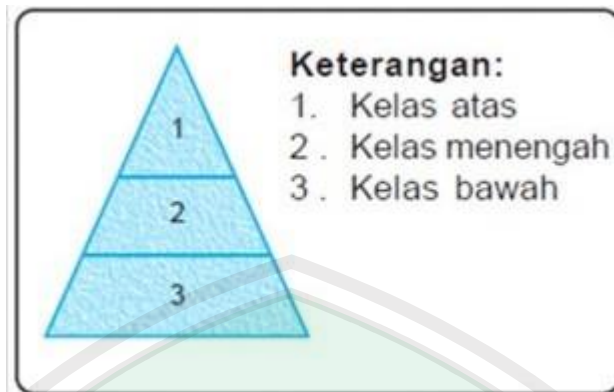 Keterangan:
1. Kelas atas
2 . Kelas menengah
3 . Kelas bawah
1
2
3